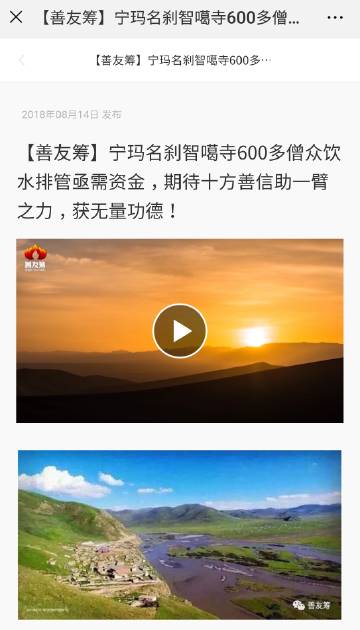 【善友筹】宁玛名刹智噶寺600多僧...
【善友筹】宁玛名刹智噶寺600多···
2018年08月14日 发布
【善友筹】宁玛名刹智噶寺600多僧众饮
水排管亟需资金，期待十方善信助一臂
之力，获无量功德！
善友筹
善友筹